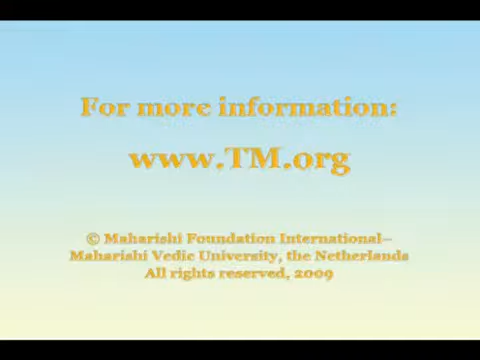 For more information:
www.TM.org
© Maharishi Foundation International–
Maharishi Vedic University, the Netherlands
All rights reserved, 2009